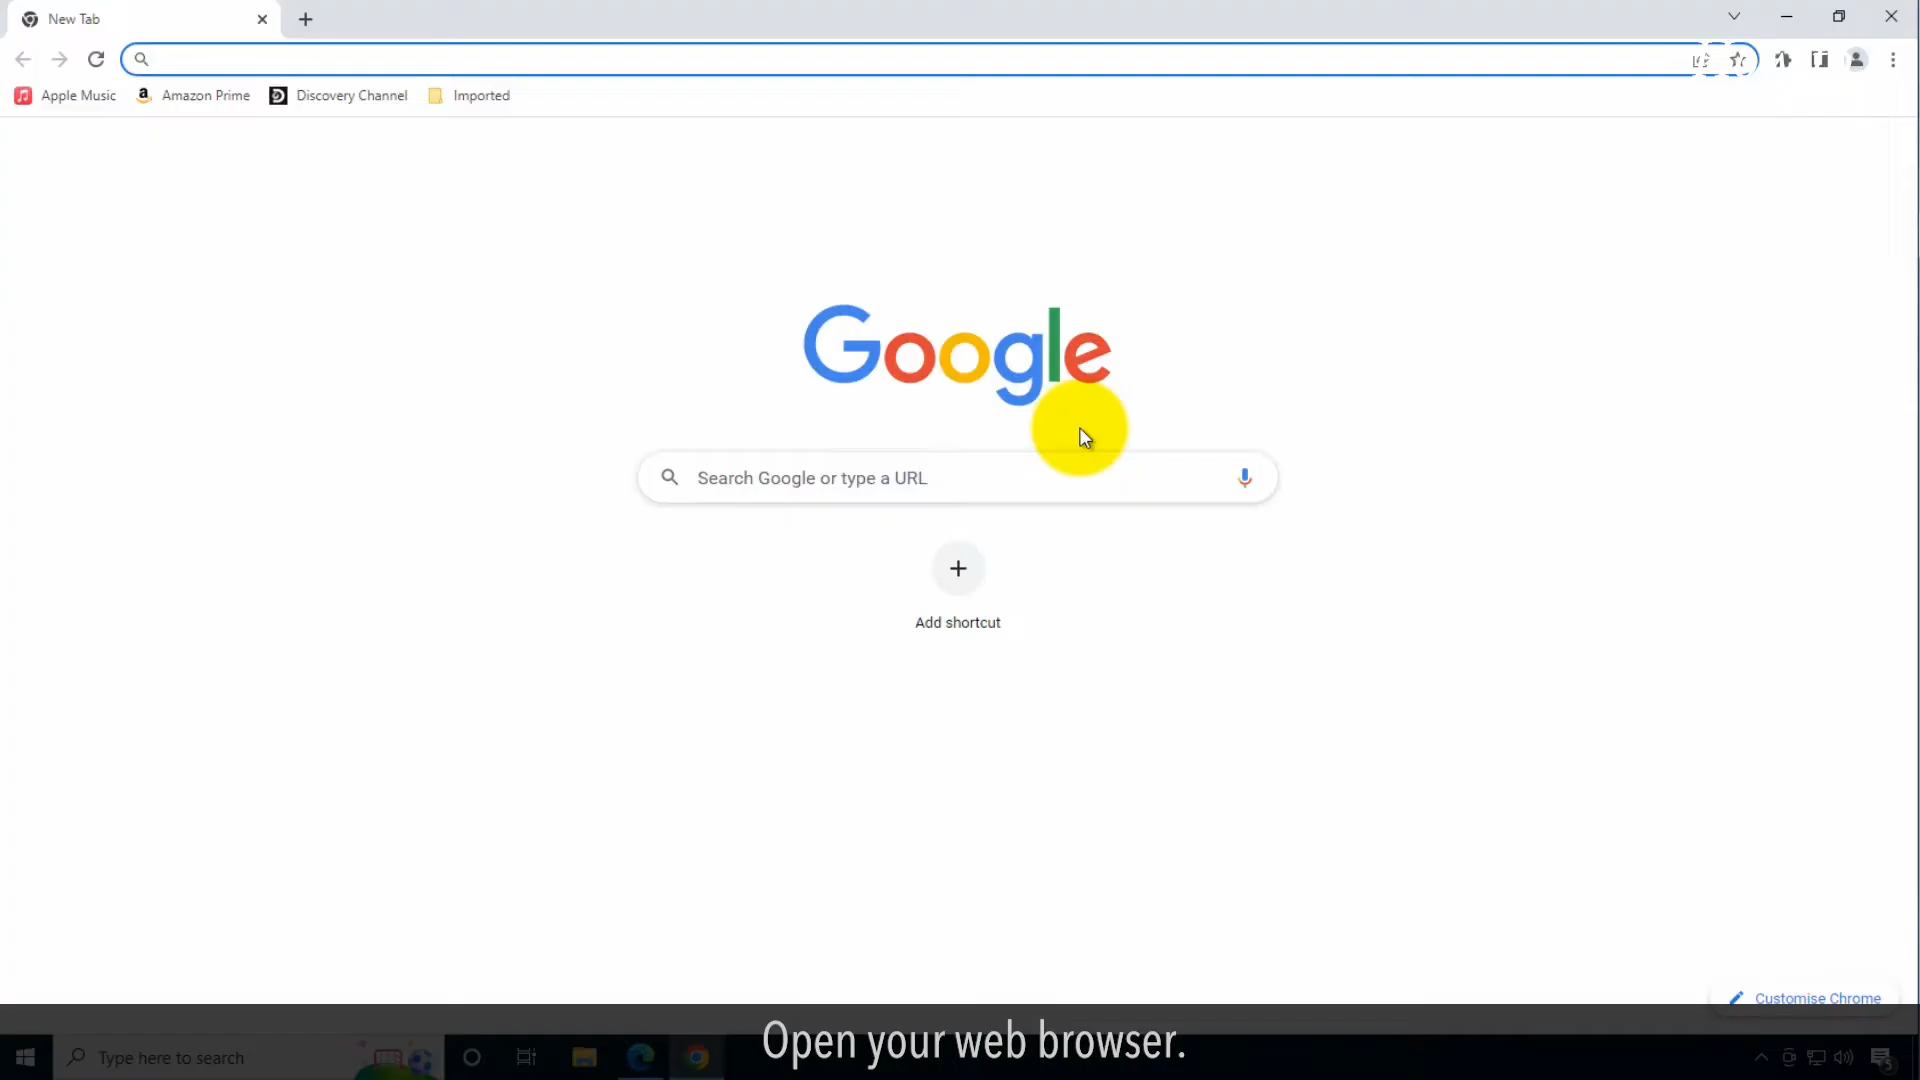 New Tab
Apple Music
Amazon Prime
Discovery Channel
Imported
Google
Search Google or type a URL
Add shortcut
Customise Chrome
Open your web browser.
Type here to search
5